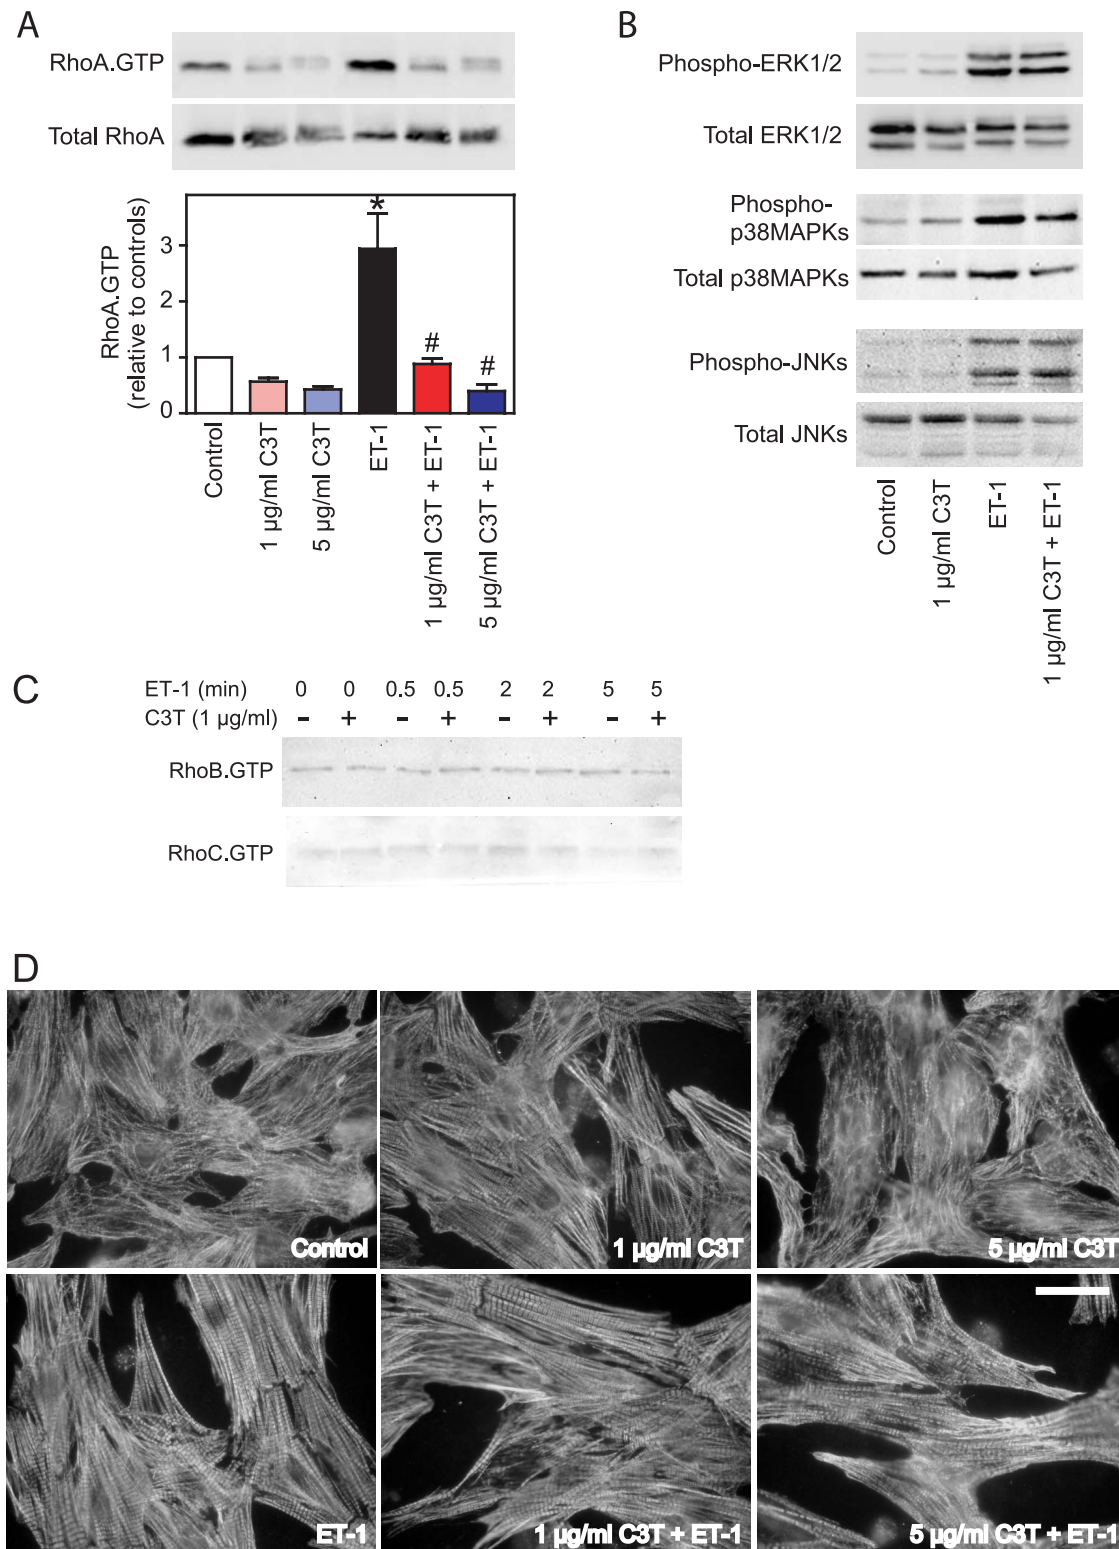 A
RhoA.GTP
Total RhoA
RhoA.GTP
(relative to controls)
3
2
1
0
*
#
#
Control
1 µg/ml C3T
5 µg/ml C3T
ET-1
1 µg/ml C3T + ET-1
5 µg/ml C3T + ET-1
B
Phospho-ERK1/2
Total ERK1/2
Phospho-
p38MAPKs
Total p38MAPKs
Phospho-JNKs
Total JNKs
Control
1 µg/ml C3T
ET-1
1 µg/ml C3T + ET-1
C
ET-1 (min) 0 0 0.5 0.5 2 2 5 5
C3T (1 µg/ml) - + - + - + - +
RhoB.GTP
RhoC.GTP
D
Control
1 µg/ml C3T
5 µg/ml C3T
ET-1
1 µg/ml C3T + ET-1
5 µg/ml C3T + ET-1